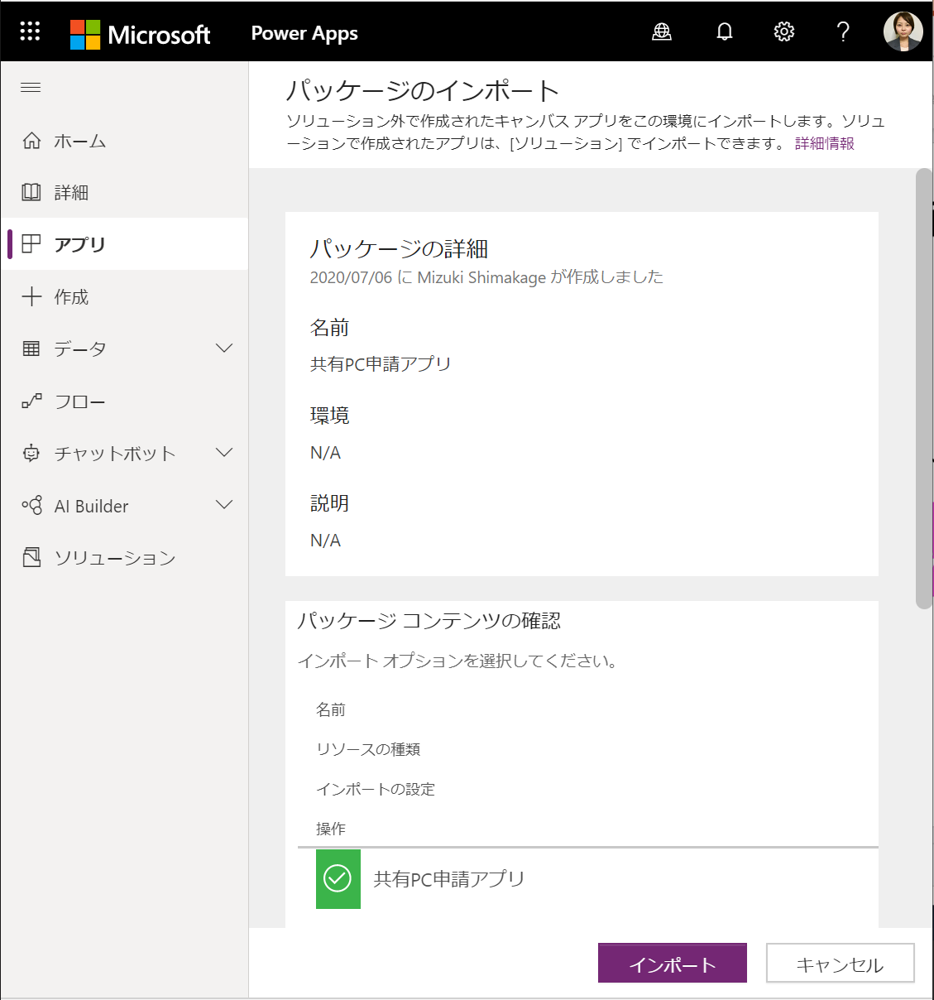 Microsoft
Power Apps
ホーム
詳細
アプリ
作成
データ
フロー
チャットボット
AI Builder
ソリューション
パッケージのインポート
ソリューション外で作成されたキャンバス アプリをこの環境にインポートします。ソリュ
ーションで作成されたアプリは、[ソリューション] でインポートできます。 詳細情報
パッケージの詳細
2020/07/06 に Mizuki Shimakage が作成しました
名前
共有PC申請アプリ
環境
N/A
説明
N/A
パッケージ コンテンツの確認
インポート オプションを選択してください。
名前
リソースの種類
インポートの設定
操作
共有PC申請アプリ
インポート
キャンセル